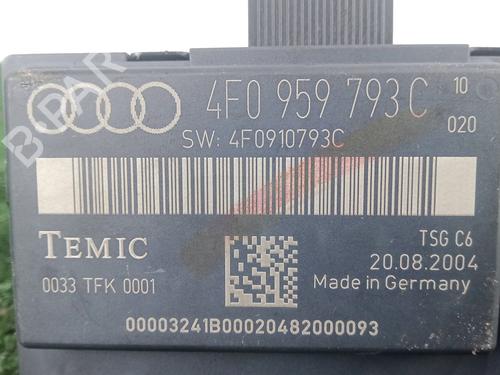 4F0 959 793 C 10
020
SW: 4F0910793C
TEMIC
TSG C6
20.08.2004
0033 TFK 0001
Made in Germany
00003241B00020482000093
BPARTS